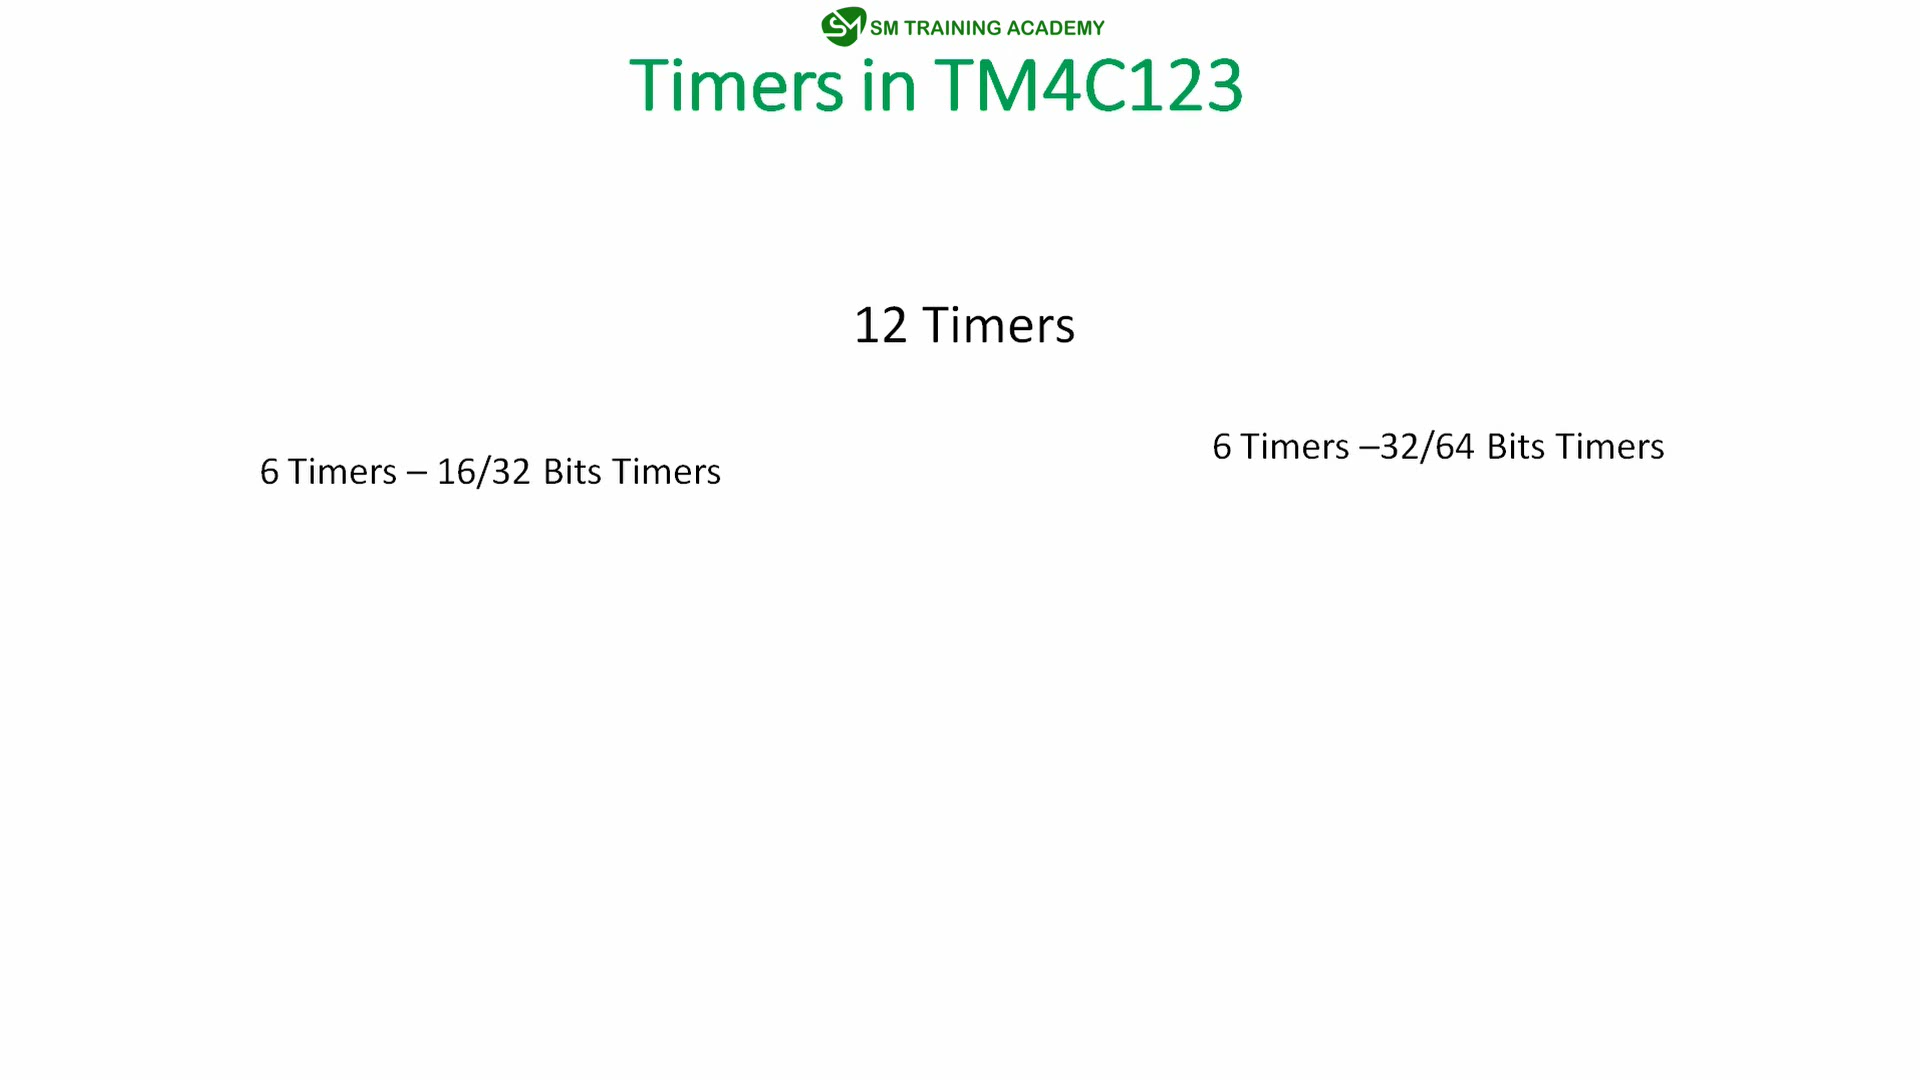 SM TRAINING ACADEMY
Timers in TM4C123
12 Timers
6 Timers – 16/32 Bits Timers
6 Timers –32/64 Bits Timers